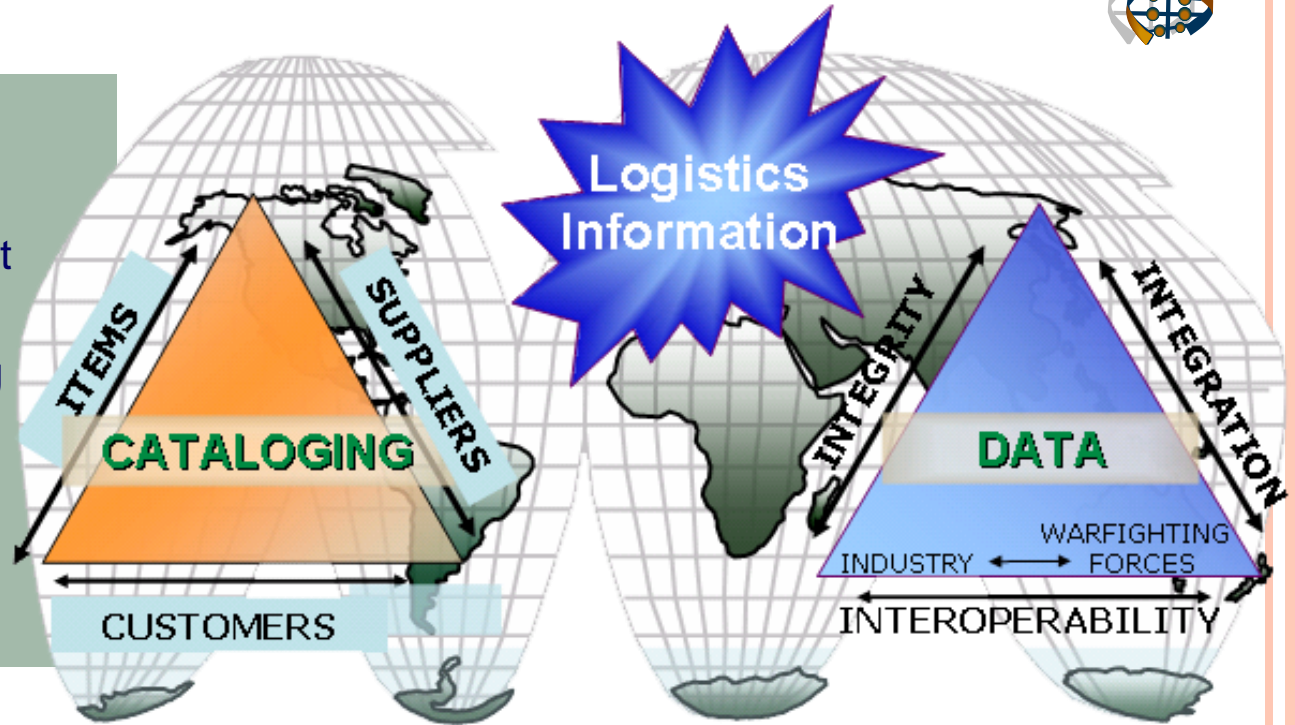 Logistics
Information
t
g
ITEMS
SUPPLIERS
CATALOGING
CUSTOMERS
INTEGRITY
INTEGRATION
DATA
WARFIGHTING
INDUSTRY FORCES
INTEROPERABILITY